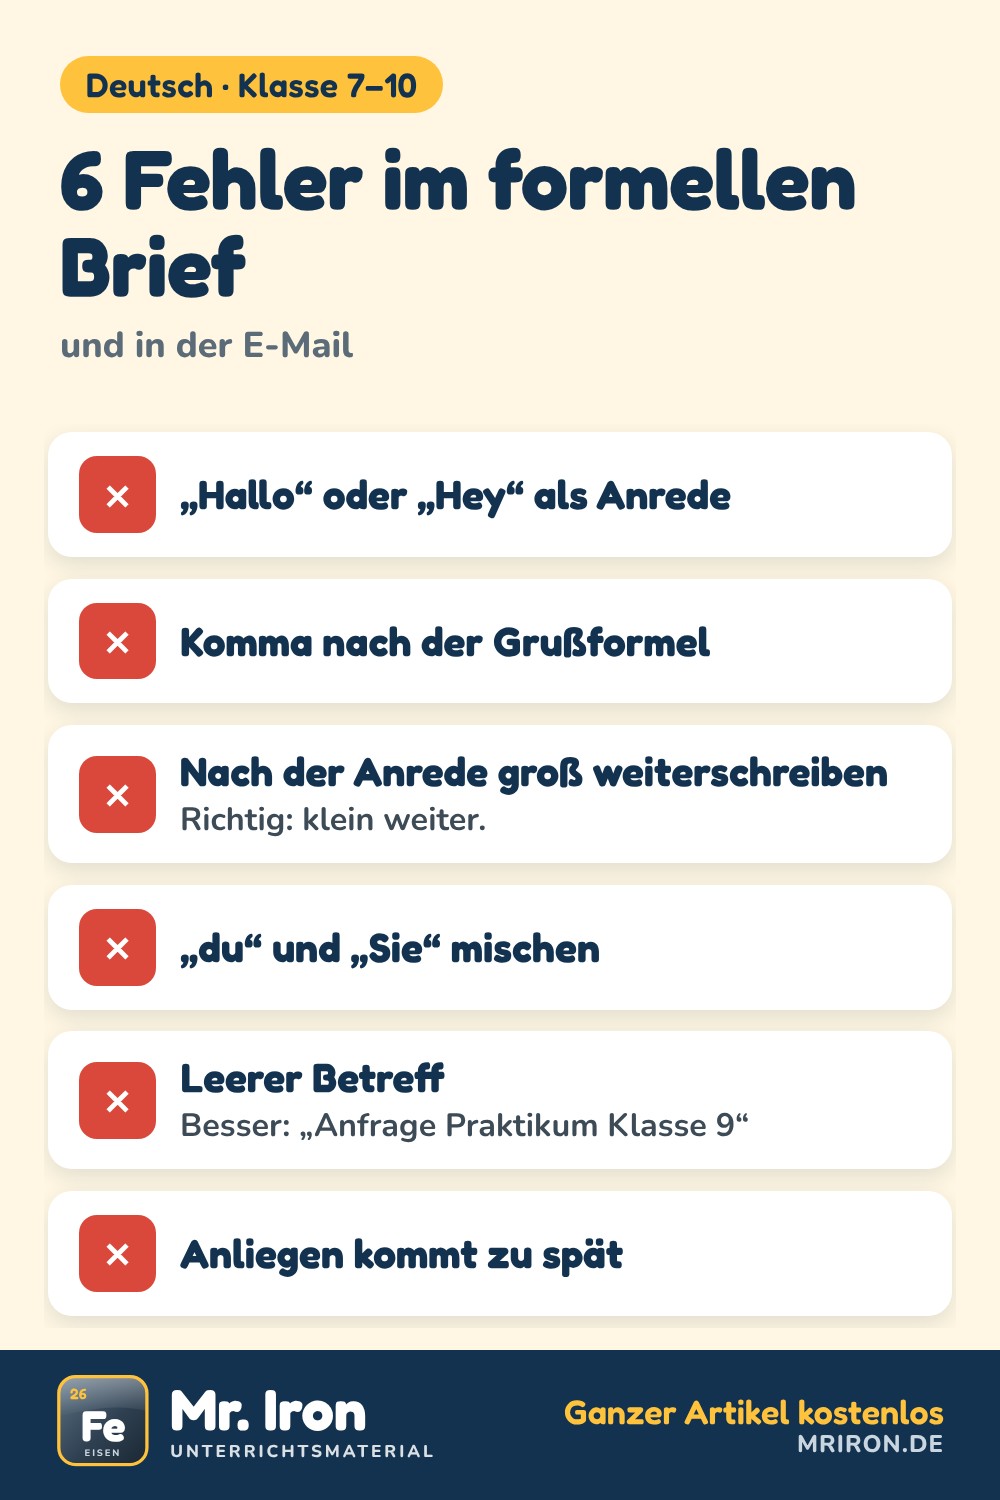 Deutsch · Klasse 7–10
6 Fehler im formellen
Brief
und in der E-Mail
✕ „Hallo“ oder „Hey“ als Anrede
✕ Komma nach der Grußformel
✕ Nach der Anrede groß weiterschreiben
Richtig: klein weiter.
✕ „du“ und „Sie“ mischen
✕ Leerer Betreff
Besser: „Anfrage Praktikum Klasse 9“
✕ Anliegen kommt zu spät
26
Fe
EISEN
Mr. Iron
UNTERRICHTSMATERIAL
Ganzer Artikel kostenlos
MRIRON.DE